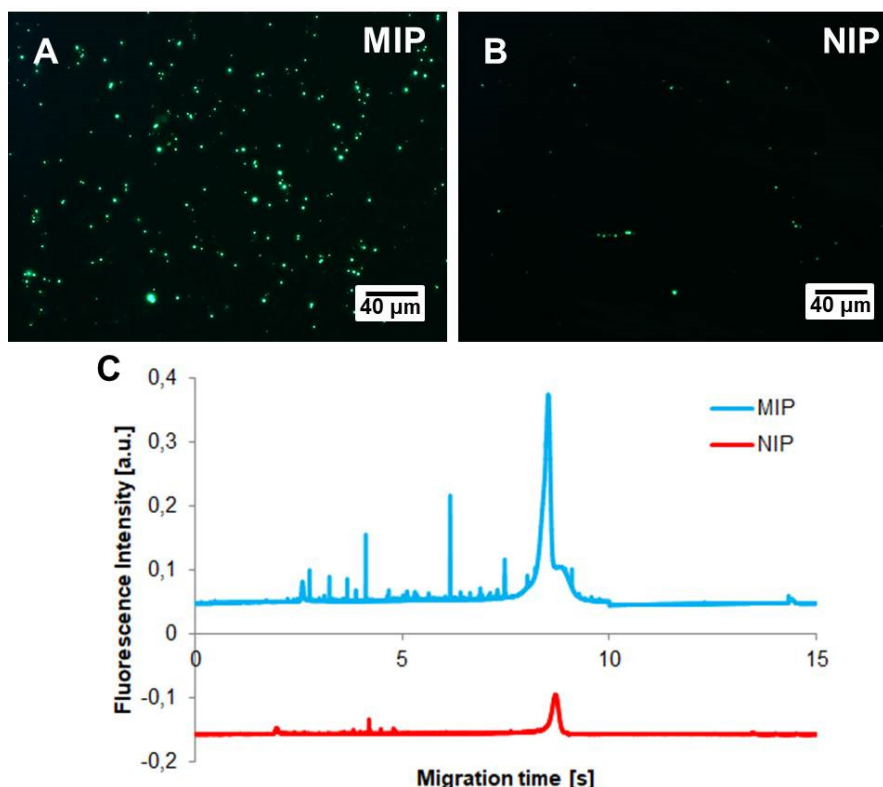 A MIP
40 µm
B NIP
40 µm
C
Fluorescence Intensity [a.u.]
0,4
0,3
0,2
0,1
0
-0,1
-0,2
0 5 10 15
Migration time [s]
MIP
NIP